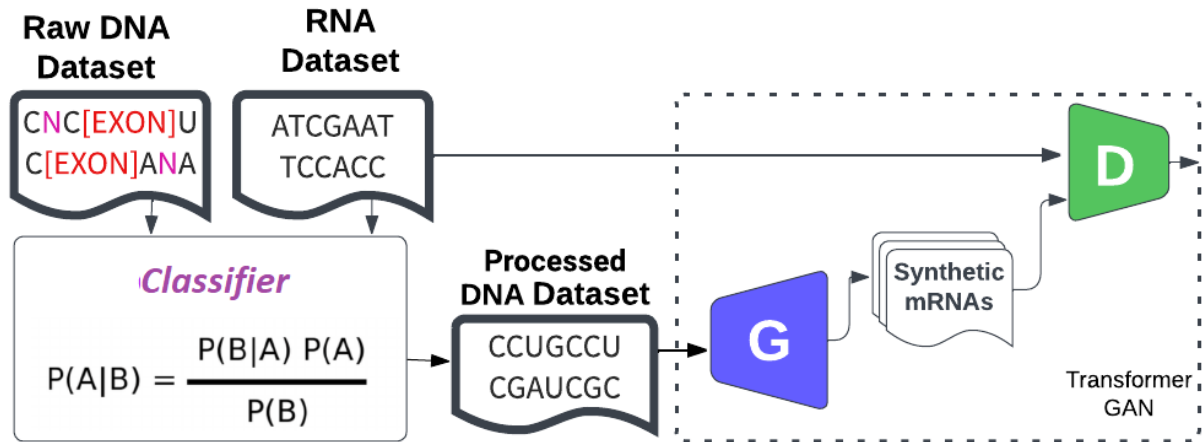 Raw DNA
Dataset
CNC[EXON]U
C[EXON]ANA
RNA
Dataset
ATCGAAT
TCCACC
Classifier
P(A|B) = P(B|A) P(A)
P(B)
Processed
DNA Dataset
CCUGCCU
CGAUCGC
G
Synthetic
mRNAs
D
Transformer
GAN